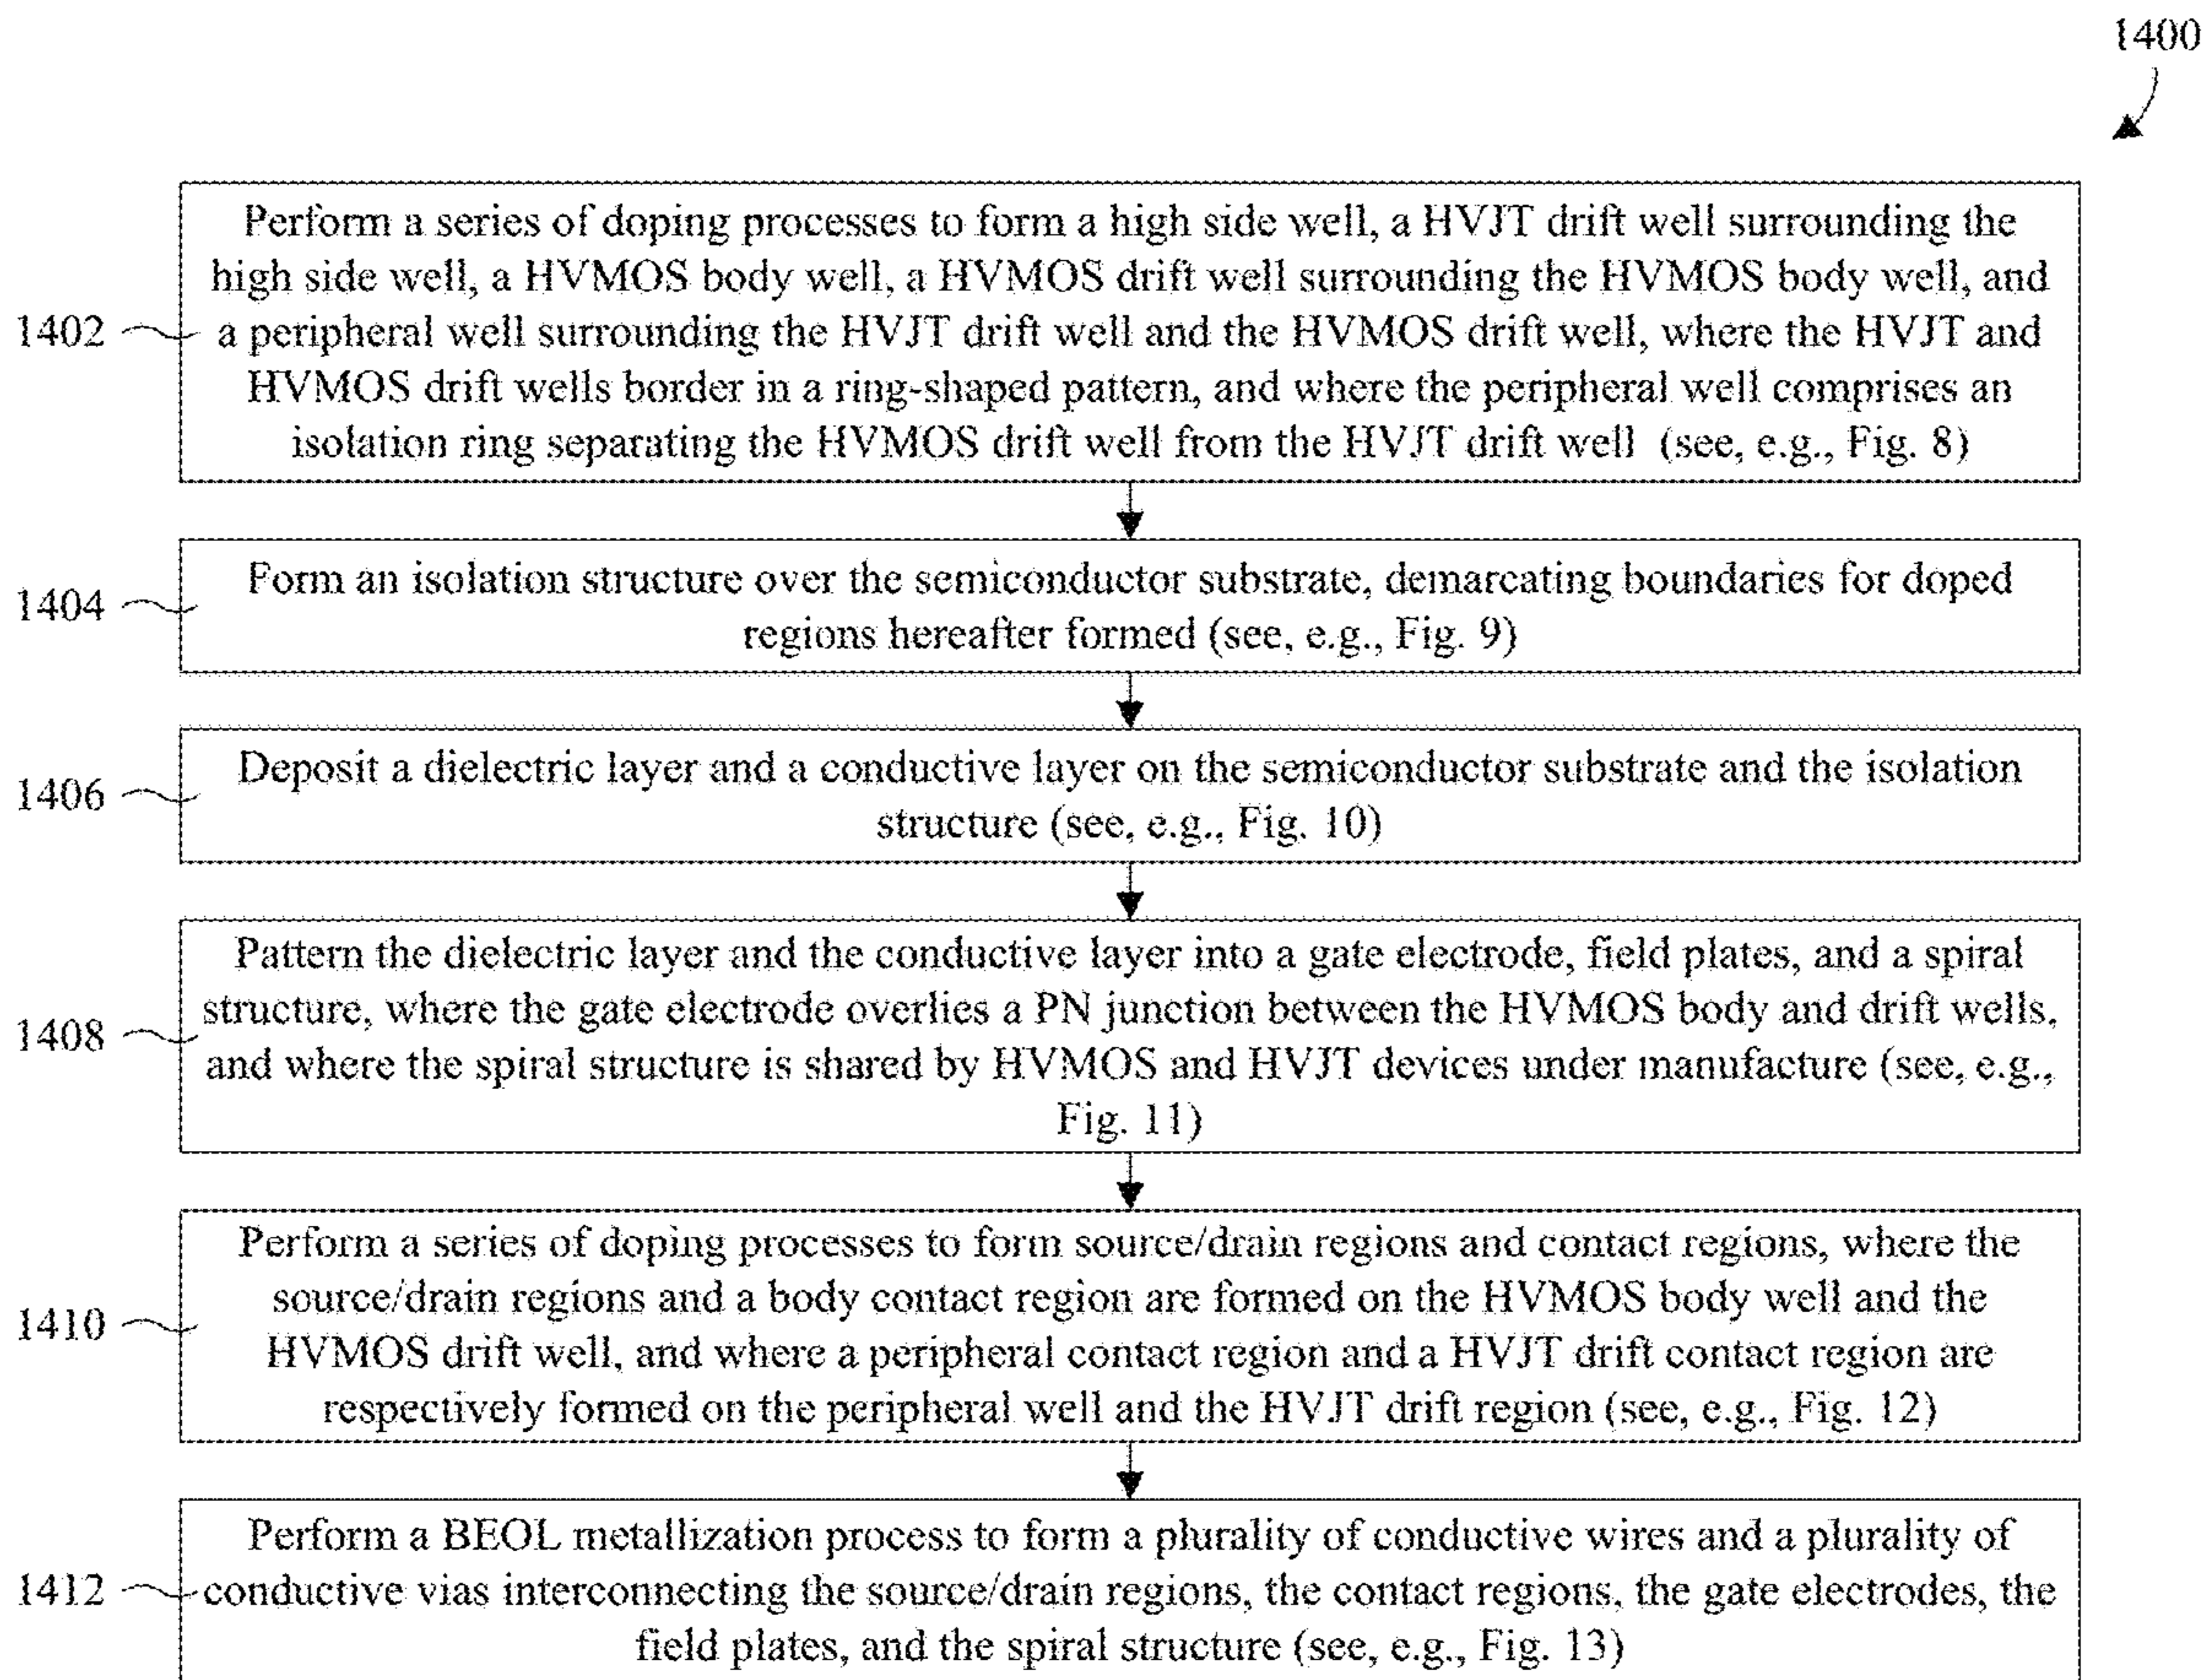 1400
Perform a series of doping processes to form a high side well, a HVJT drift well surrounding the
high side well, a HVMOS body well, a HVMOS drift well surrounding the HVMOS body well, and
1402
a peripheral well surrounding the HVJT drift well and the HVMOS drift well, where the HVJT and
HVMOS drift wells border in a ring-shaped pattern, and where the peripheral well comprises an
isolation ring separating the HVMOS drift well from the HVJT drift well (see, e.g., Fig. 8)
1404
Form an isolation structure over the semiconductor substrate, demarcating boundaries for doped
regions hereafter formed (see, e.g., Fig. 9)
1406
Deposit a dielectric layer and a conductive layer on the semiconductor substrate and the isolation
structure (see, e.g., Fig. 10)
1408
Pattern the dielectric layer and the conductive layer into a gate electrode, field plates, and a spiral
structure, where the gate electrode overlies a PN junction between the HVMOS body and drift wells,
and where the spiral structure is shared by HVMOS and HVJT devices under manufacture (see, e.g.,
Fig. 11)
1410
Perform a series of doping processes to form source/drain regions and contact regions, where the
source/drain regions and a body contact region are formed on the HVMOS body well and the
HVMOS drift well, and where a peripheral contact region and a HVJT drift contact region are
respectively formed on the peripheral well and the HVJT drift region (see, e.g., Fig. 12)
1412
Perform a BEOL metallization process to form a plurality of conductive wires and a plurality of
conductive vias interconnecting the source/drain regions, the contact regions, the gate electrodes, the
field plates, and the spiral structure (see, e.g., Fig. 13)